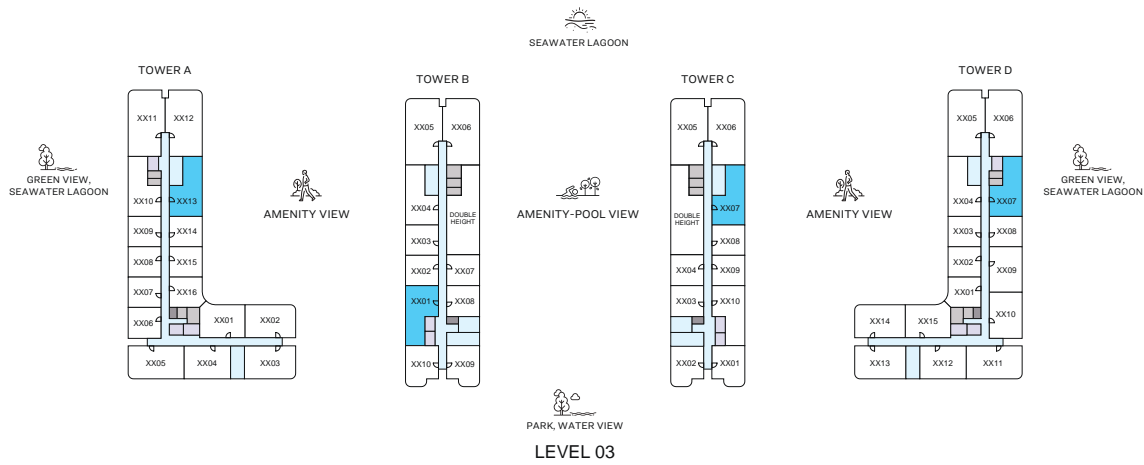 SEAWATER LAGOON
TOWER A
TOWER B
TOWER C
TOWER D
XX11
XX12
XX10
XX13
XX09
XX14
XX08
XX15
XX07
XX16
XX06
XX01
XX02
XX05
XX04
XX03
GREEN VIEW,
SEAWATER LAGOON
AMENITY VIEW
XX05
XX06
XX04
DOUBLE
HEIGHT
XX03
XX02
XX07
XX01
XX08
XX10
XX09
AMENITY-POOL VIEW
XX05
XX06
XX07
DOUBLE
HEIGHT
XX08
XX04
XX09
XX03
XX10
XX02
XX01
AMENITY VIEW
XX05
XX06
XX04
XX07
XX03
XX08
XX02
XX09
XX01
XX10
XX14
XX15
XX13
XX12
XX11
GREEN VIEW,
SEAWATER LAGOON
PARK, WATER VIEW
LEVEL 03